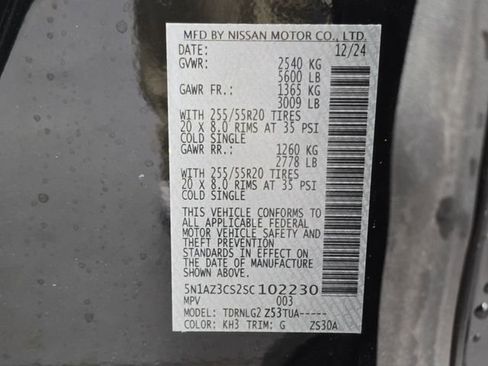 MFD BY NISSAN MOTOR CO., LTD.
DATE: 12/24
GVWR: 2540 KG
5600 LB
GAWR FR.: 1365 KG
3009 LB
WITH 255/55R20 TIRES
20 X 8.0 RIMS AT 35 PSI
COLD SINGLE
GAWR RR.: 1260 KG
2778 LB
WITH 255/55R20 TIRES
20 X 8.0 RIMS AT 35 PSI
COLD SINGLE
THIS VEHICLE CONFORMS TO
ALL APPLICABLE FEDERAL
MOTOR VEHICLE SAFETY AND
THEFT PREVENTION
STANDARDS IN EFFECT ON
THE DATE OF MANUFACTURE
SHOWN ABOVE.
5N1AZ3CS2SC102230
MPV 003
MODEL: TDRNLG2 Z53TUA-----
COLOR: KH3 TRIM: G ZS30A